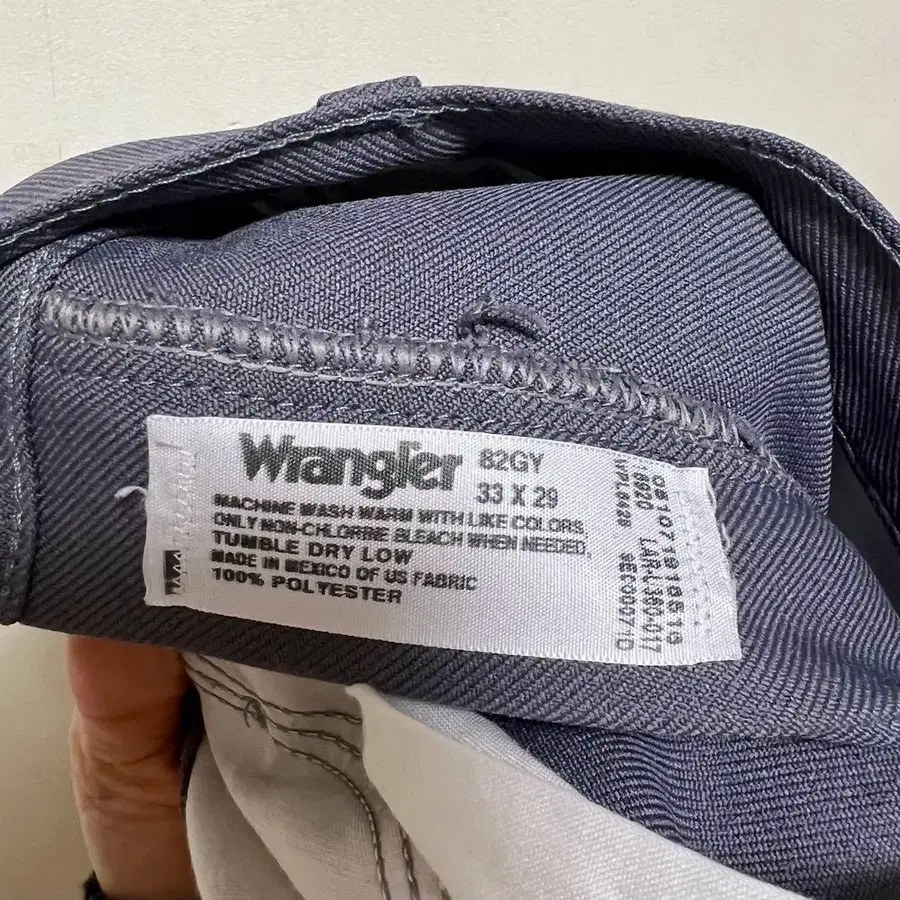 Wrangler 82GY
33 X 29
MACHINE WASH WARM WITH LIKE COLORS
ONLY NON-CHLORINE BLEACH WHEN NEEDED,
TUMBLE DRY LOW
MADE IN MEXICO OF US FABRIC
100% POLYESTER